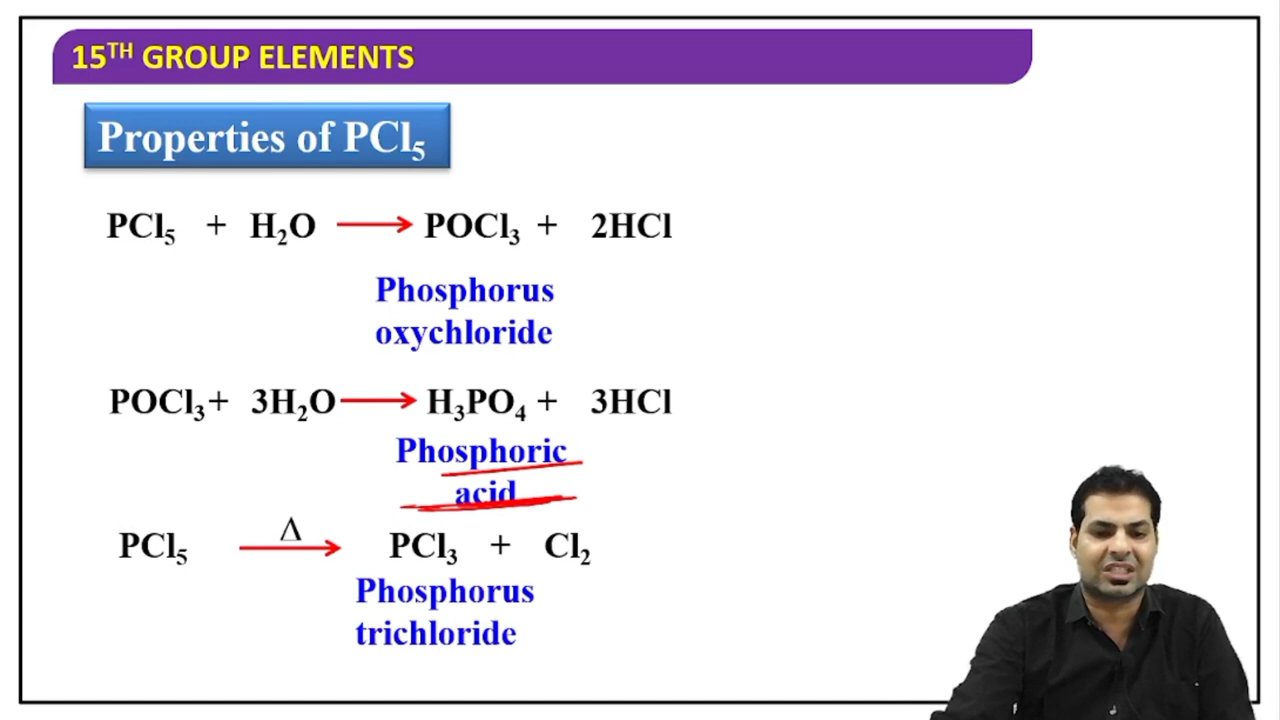 15TH GROUP ELEMENTS
Properties of PCl5
PCl5 + H2O → POCl3 + 2HCl
Phosphorus
oxychloride
POCl3 + 3H2O → H3PO4 + 3HCl
Phosphoric
acid
Δ
PCl5 → PCl3 + Cl2
Phosphorus
trichloride